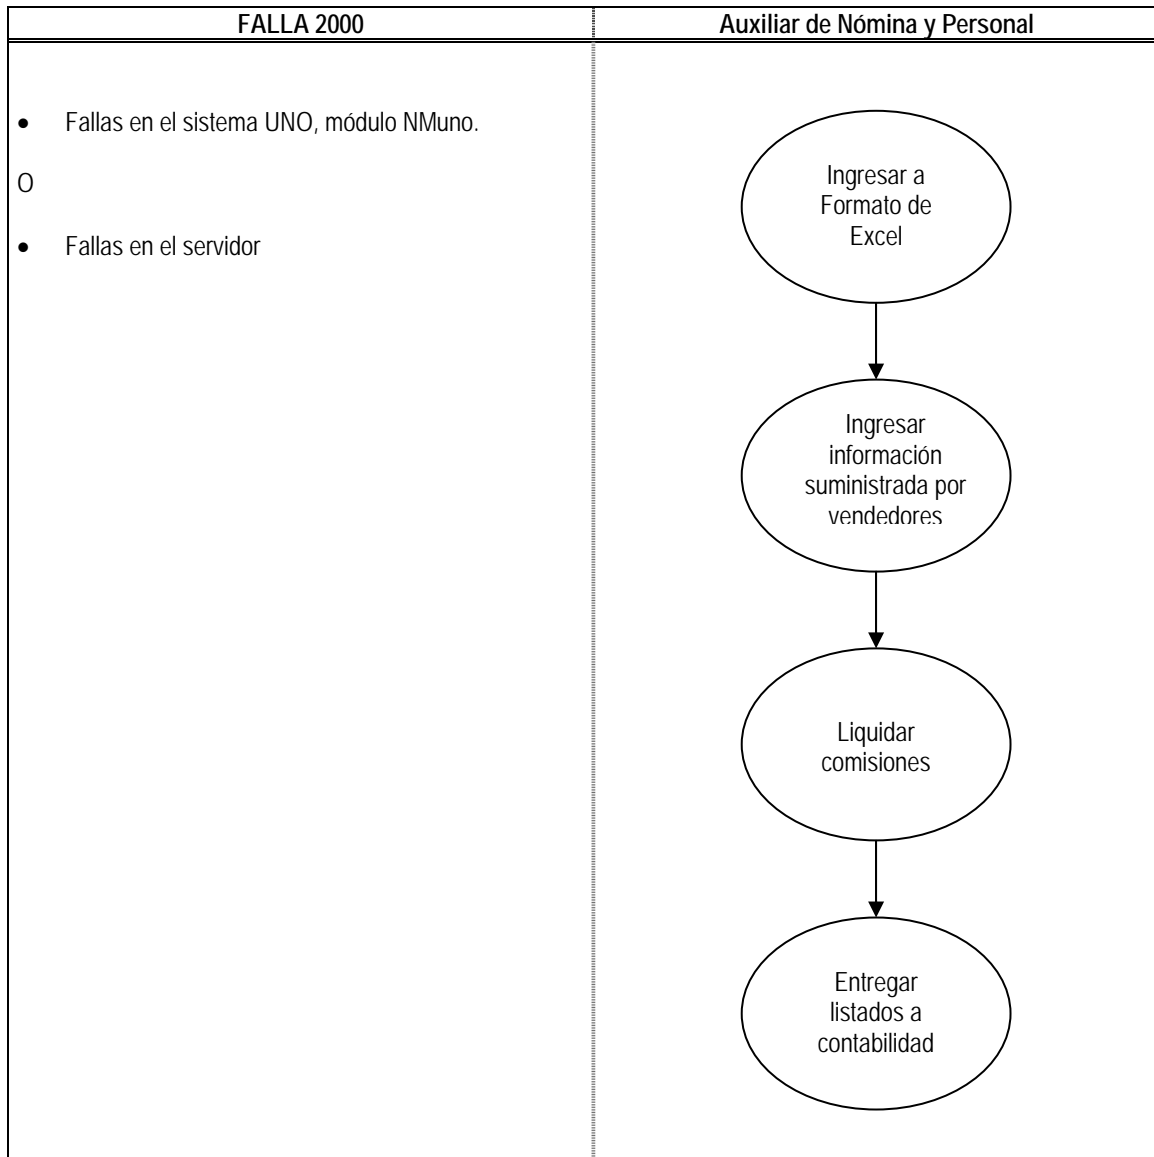 FALLA 2000
Auxiliar de Nómina y Personal
• Fallas en el sistema UNO, módulo NMuno.
O
• Fallas en el servidor
Ingresar a
Formato de
Excel
Ingresar
información
suministrada por
vendedores
Liquidar
comisiones
Entregar
listados a
contabilidad